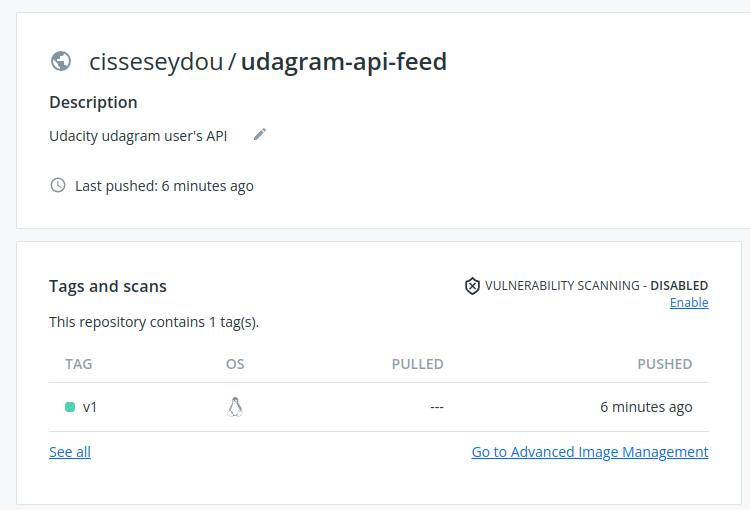 cisseseydou / udagram-api-feed
Description
Udacity udagram user's API
Last pushed: 6 minutes ago
Tags and scans
VULNERABILITY SCANNING - DISABLED
Enable
This repository contains 1 tag(s).
TAG OS PULLED PUSHED
v1 --- 6 minutes ago
See all Go to Advanced Image Management